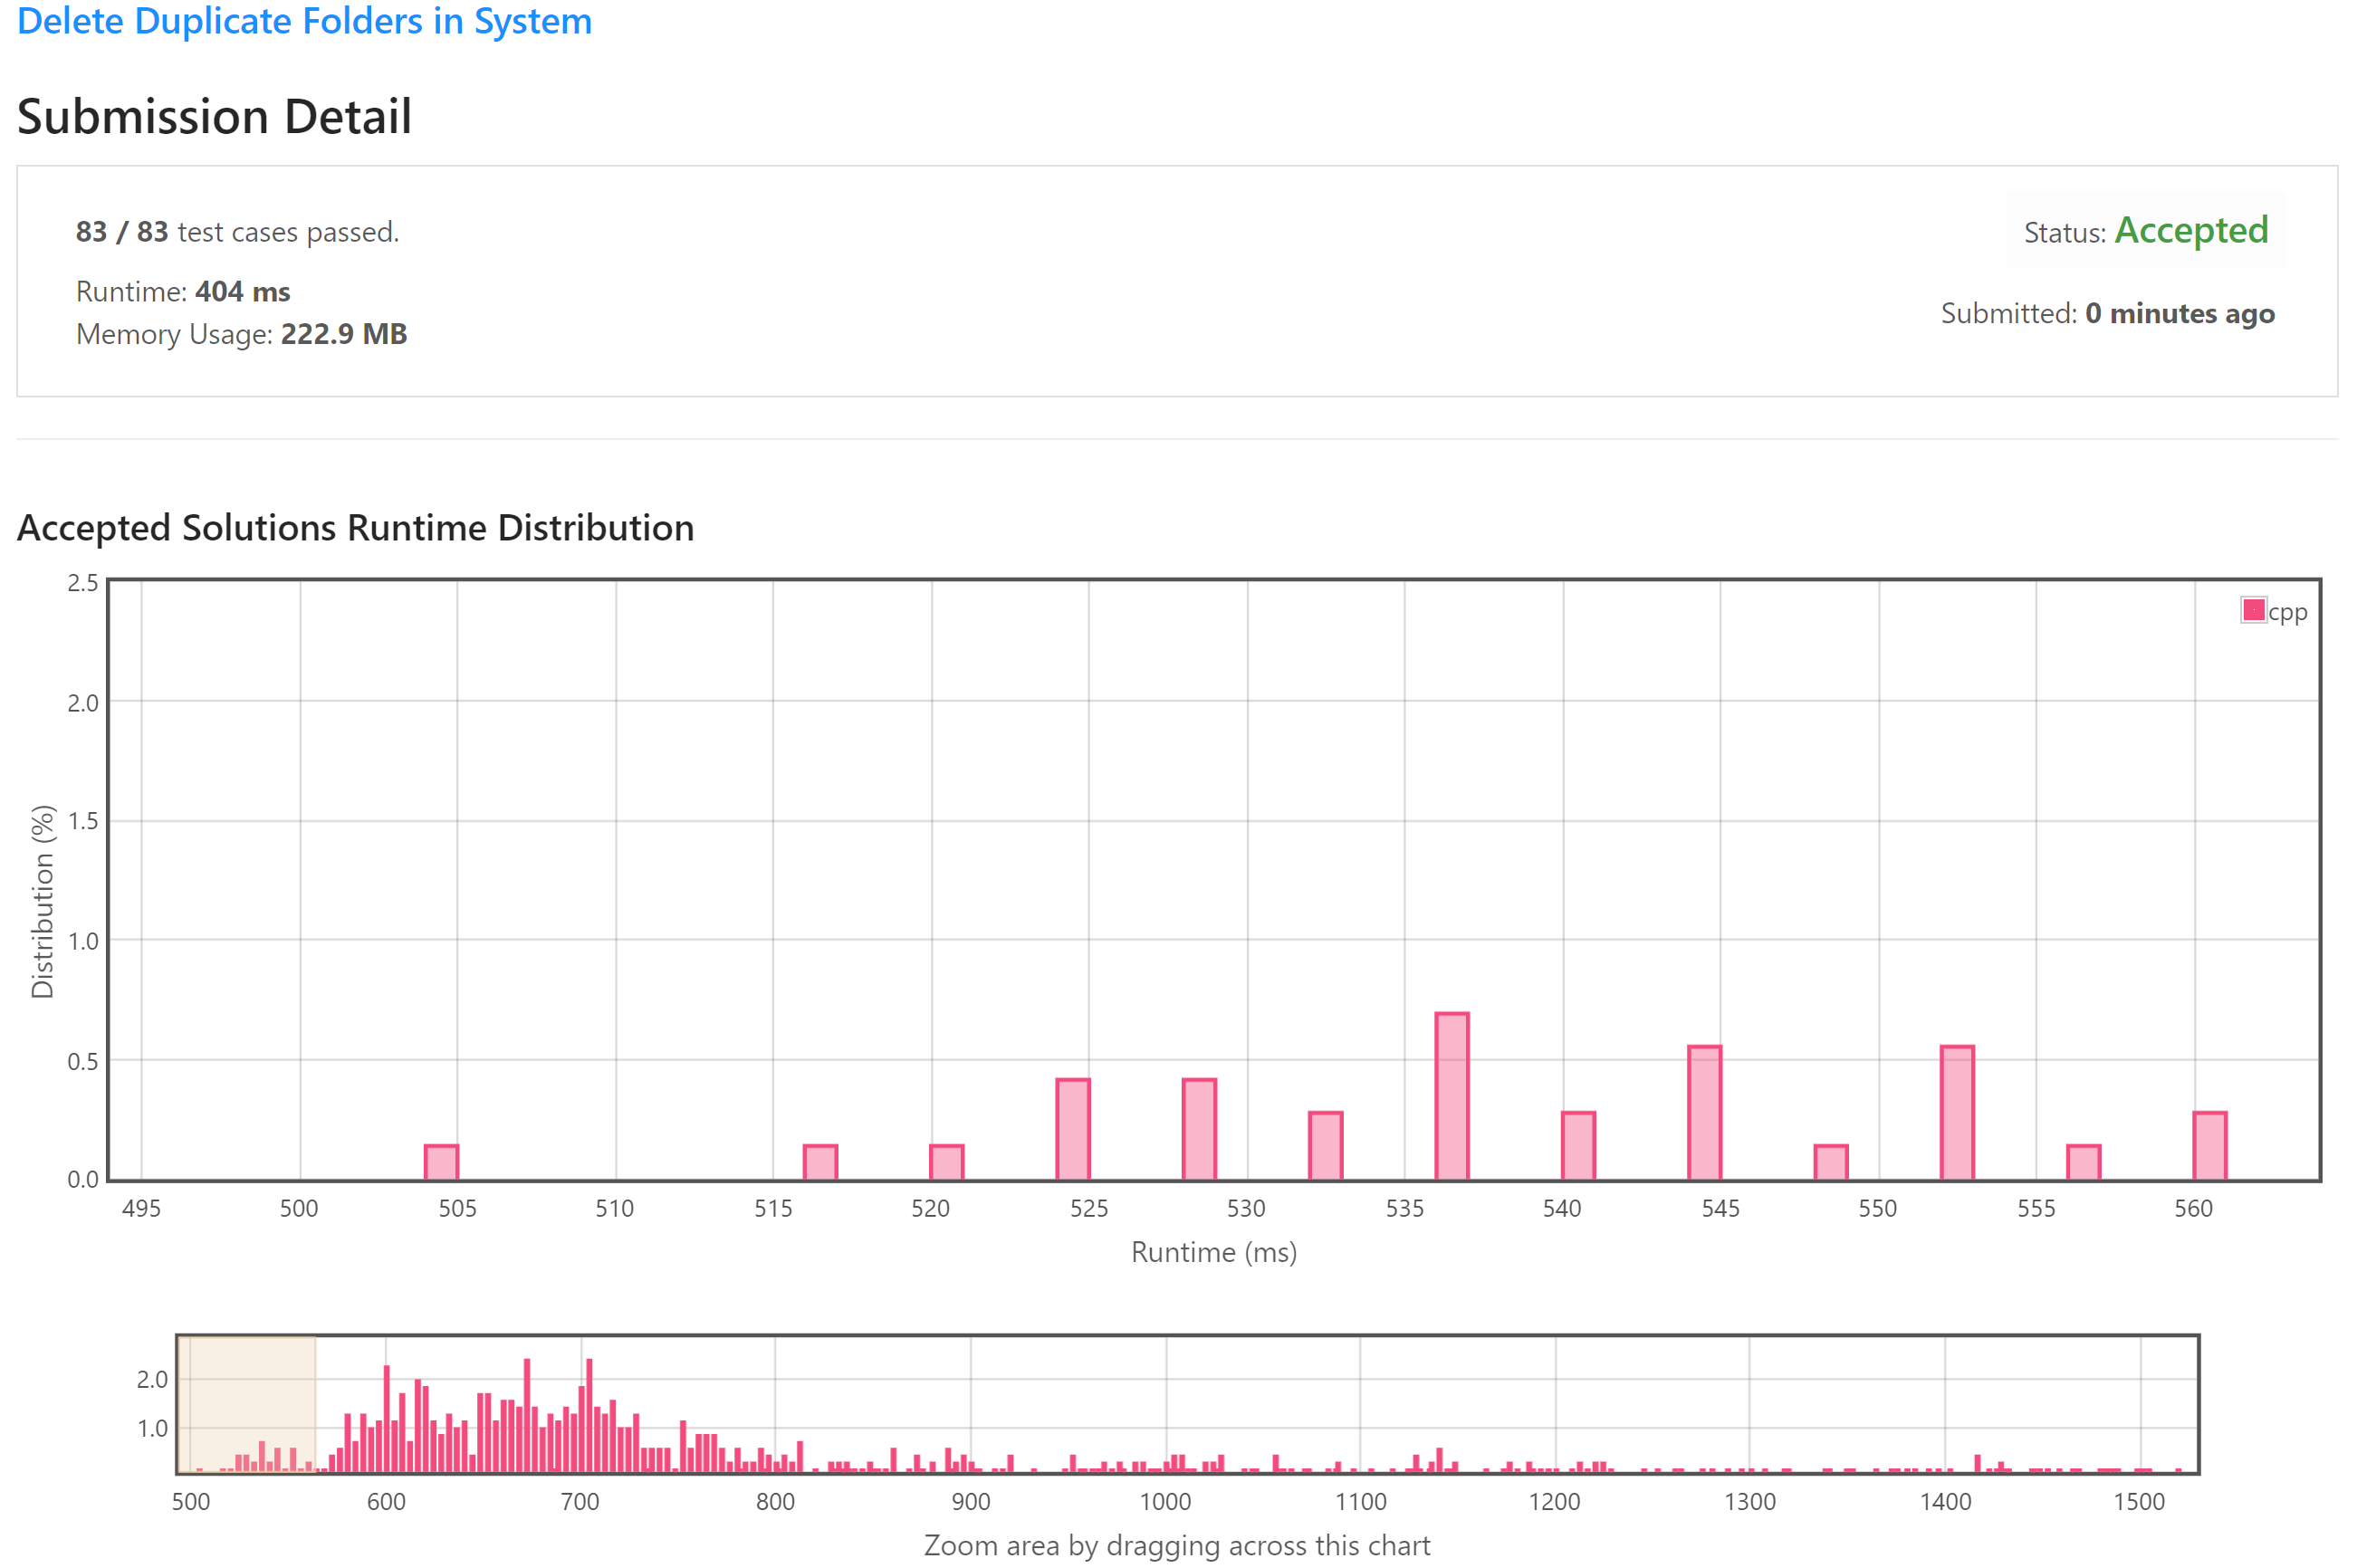 Delete Duplicate Folders in System
Submission Detail
83 / 83 test cases passed.
Status: Accepted
Runtime: 404 ms
Submitted: 0 minutes ago
Memory Usage: 222.9 MB
Accepted Solutions Runtime Distribution
2.5
cpp
2.0
1.5
1.0
0.5
0.0
Distribution (%)
495 500 505 510 515 520 525 530 535 540 545 550 555 560
Runtime (ms)
2.0
1.0
500 600 700 800 900 1000 1100 1200 1300 1400 1500
Zoom area by dragging across this chart